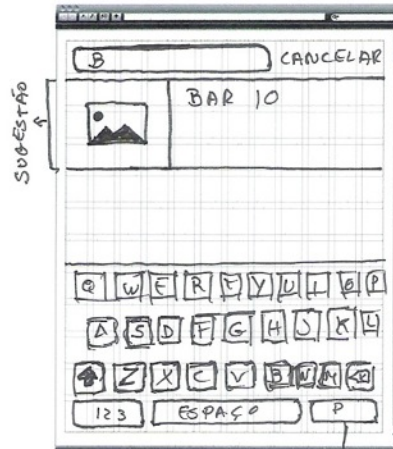 B CANCELAR
SUGESTÃO
BAR 10
Q W E R T Y U I O P
A S D F G H J K L
Z X C V B N M
123 ESPAÇO P